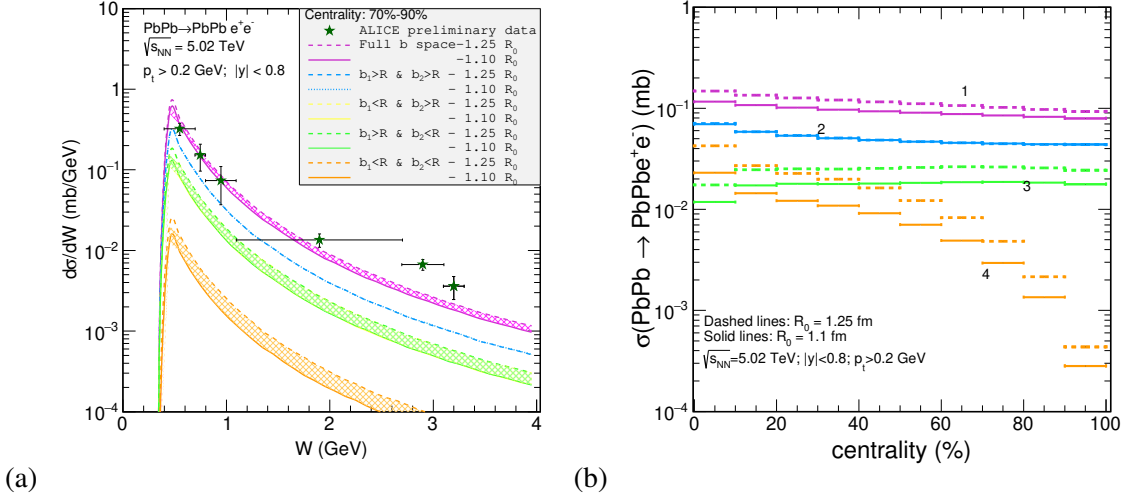 Centrality: 70%-90%
PbPb→PbPb e⁺e⁻
√s_NN = 5.02 TeV
p_t > 0.2 GeV; |y| < 0.8
ALICE preliminary data
Full b space-1.25 R₀
-1.10 R₀
b₁>R & b₂>R - 1.25 R₀
- 1.10 R₀
b₁<R & b₂>R - 1.25 R₀
- 1.10 R₀
b₁>R & b₂<R - 1.25 R₀
- 1.10 R₀
b₁<R & b₂<R - 1.25 R₀
- 1.10 R₀
dσ/dW (mb/GeV)
10
1
10⁻¹
10⁻²
10⁻³
10⁻⁴
0 1 2 3 4
W (GeV)
(a)
σ(PbPb → PbPbe⁺e⁻) (mb)
1
10⁻¹
10⁻²
10⁻³
10⁻⁴
1
2
3
4
Dashed lines: R₀ = 1.25 fm
Solid lines: R₀ = 1.1 fm
√s_NN=5.02 TeV; |y|<0.8; p_t>0.2 GeV
0 20 40 60 80 100
centrality (%)
(b)